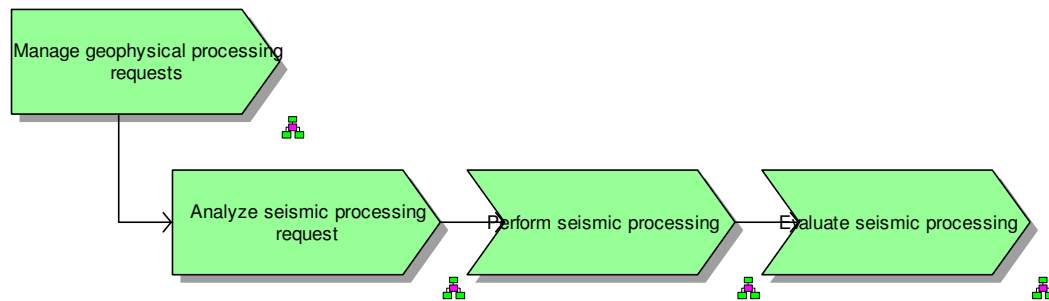 Manage geophysical processing
requests
Analyze seismic processing
request
Perform seismic processing
Evaluate seismic processing